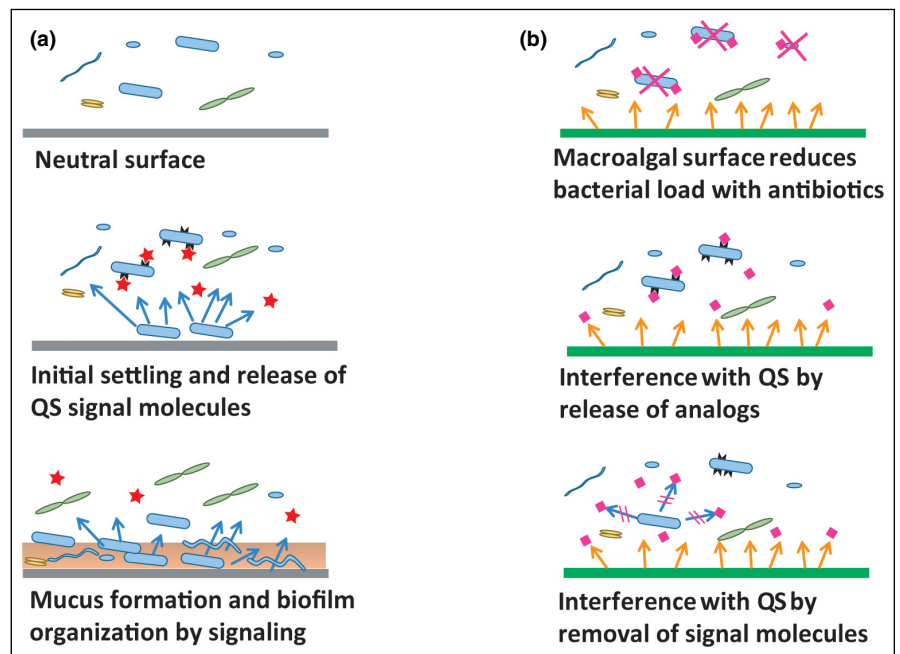 (a)
Neutral surface
Initial settling and release of
QS signal molecules
Mucus formation and biofilm
organization by signaling
(b)
Macroalgal surface reduces
bacterial load with antibiotics
Interference with QS by
release of analogs
Interference with QS by
removal of signal molecules